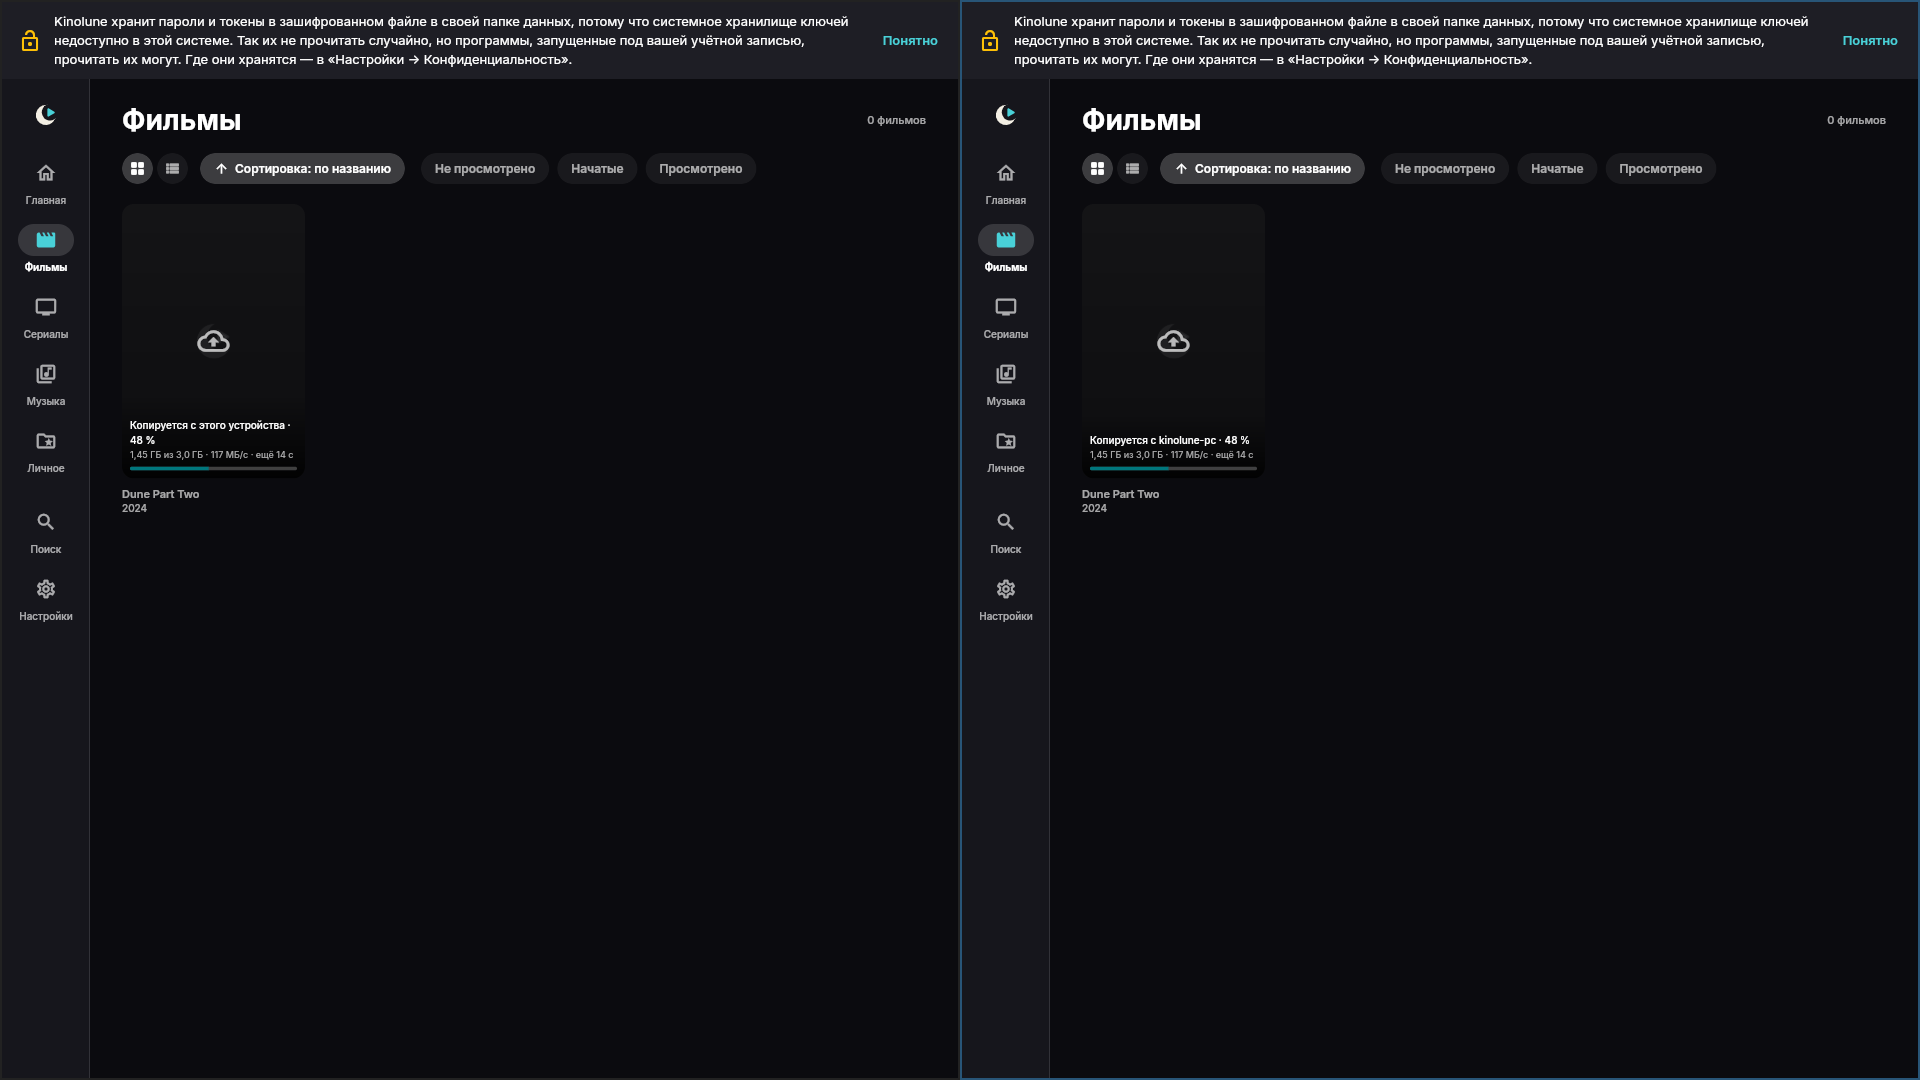 Kinolune хранит пароли и токены в зашифрованном файле в своей папке данных, потому что системное хранилище ключей
недоступно в этой системе. Так их не прочитать случайно, но программы, запущенные под вашей учётной записью,
прочитать их могут. Где они хранятся — в «Настройки → Конфиденциальность».
Понятно
Фильмы
0 фильмов
Сортировка: по названию
Не просмотрено
Начатые
Просмотрено
Главная
Фильмы
Сериалы
Музыка
Личное
Поиск
Настройки
Копируется с этого устройства ·
48 %
1,45 ГБ из 3,0 ГБ · 117 МБ/с · ещё 14 с
Dune Part Two
2024
Kinolune хранит пароли и токены в зашифрованном файле в своей папке данных, потому что системное хранилище ключей
недоступно в этой системе. Так их не прочитать случайно, но программы, запущенные под вашей учётной записью,
прочитать их могут. Где они хранятся — в «Настройки → Конфиденциальность».
Понятно
Фильмы
0 фильмов
Сортировка: по названию
Не просмотрено
Начатые
Просмотрено
Главная
Фильмы
Сериалы
Музыка
Личное
Поиск
Настройки
Копируется с kinolune-pc · 48 %
1,45 ГБ из 3,0 ГБ · 117 МБ/с · ещё 14 с
Dune Part Two
2024